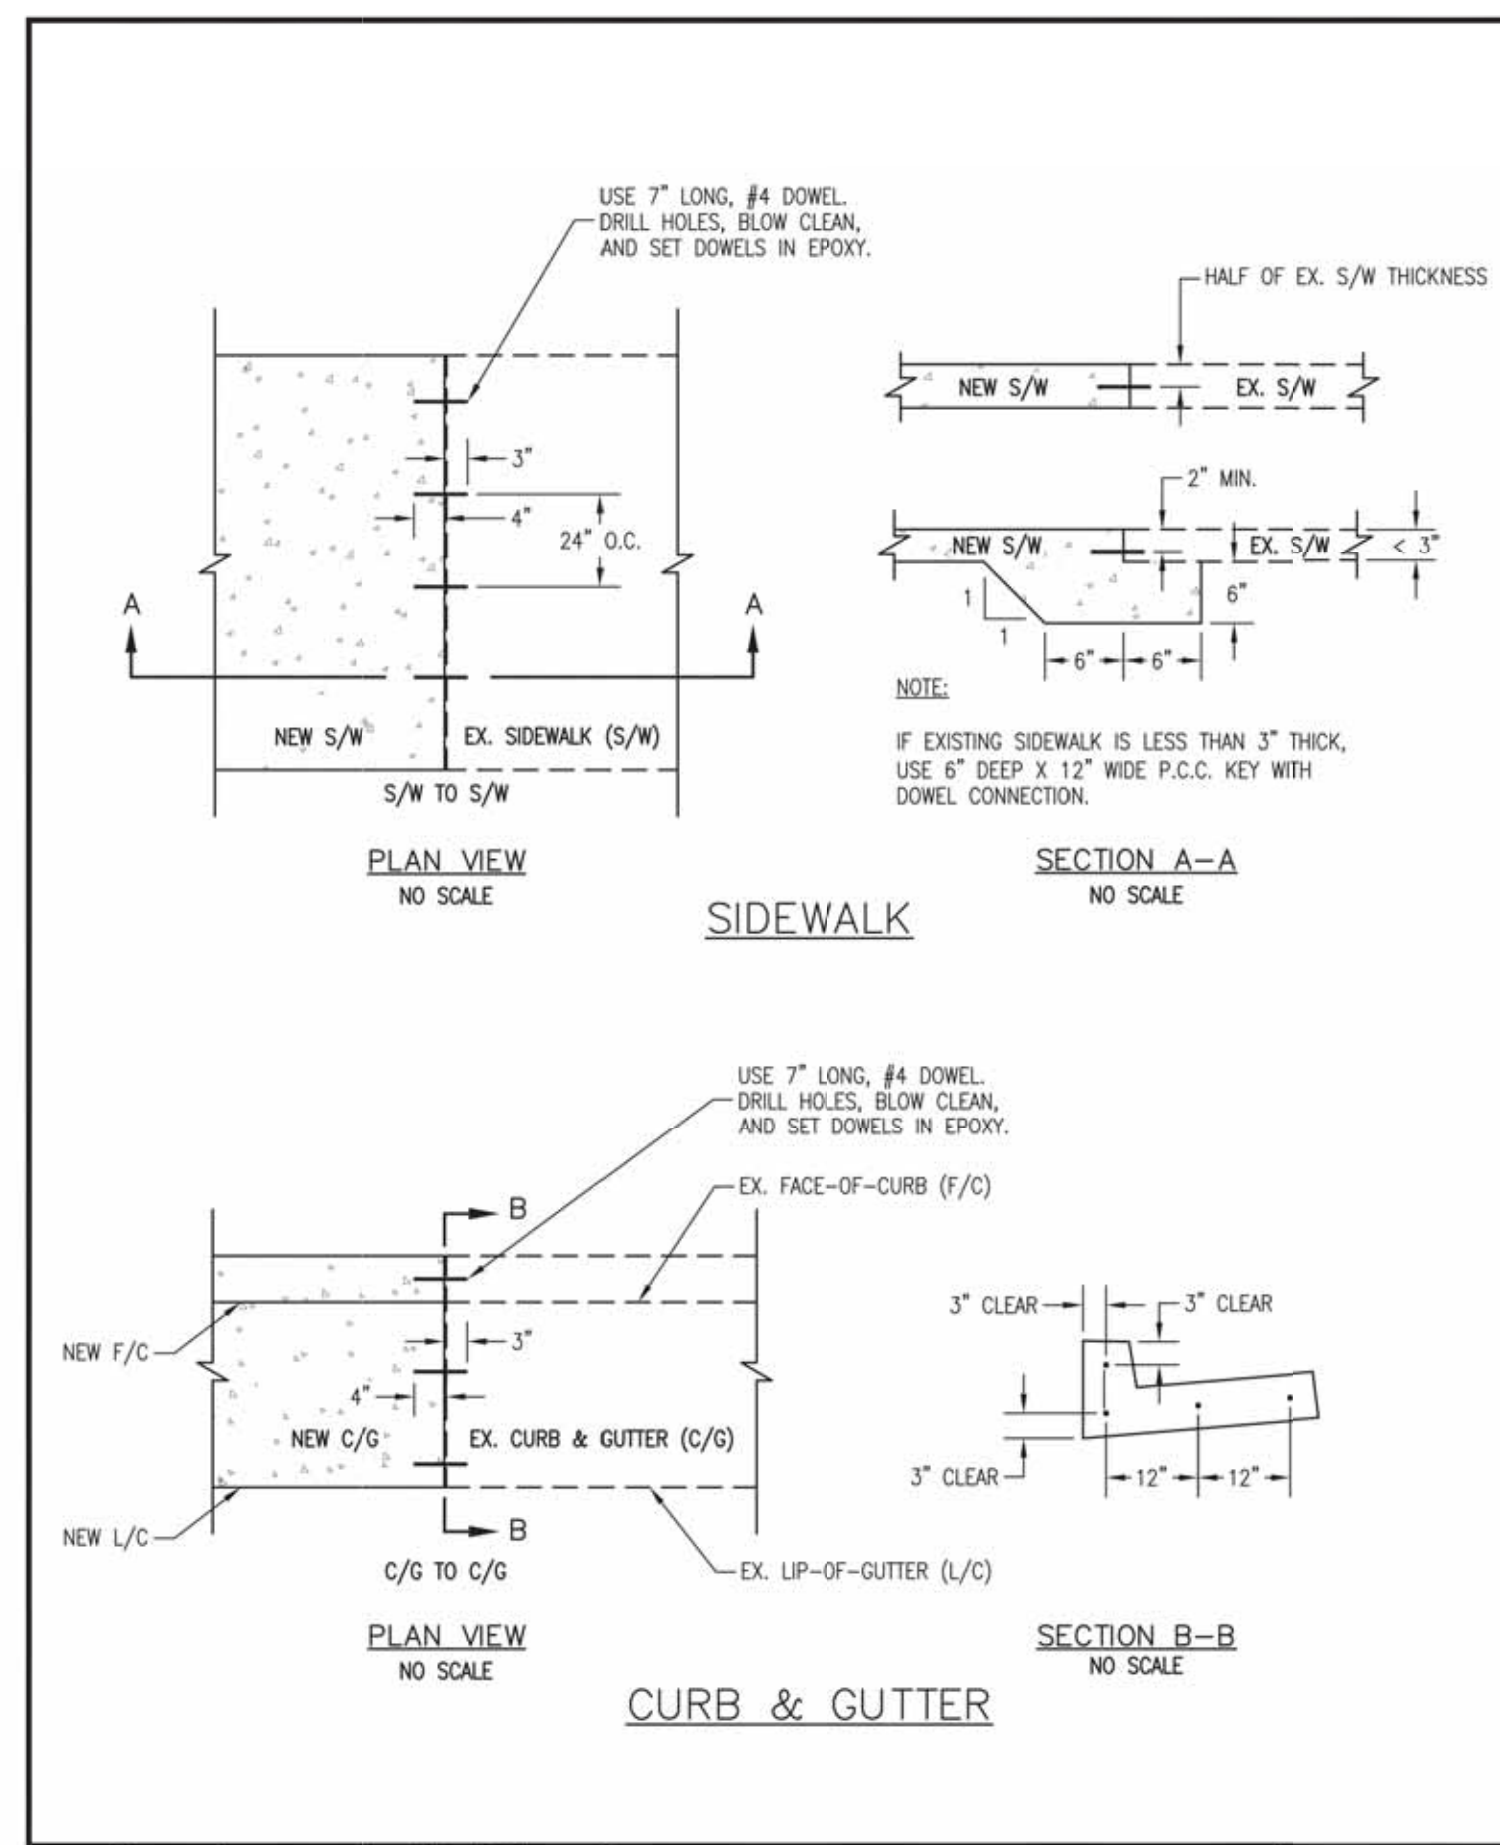 USE 7" LONG, #4 DOWEL.
DRILL HOLES, BLOW CLEAN,
AND SET DOWELS IN EPOXY.
3"
4"
24" O.C.
A
A
NEW S/W
EX. SIDEWALK (S/W)
S/W TO S/W
PLAN VIEW
NO SCALE
HALF OF EX. S/W THICKNESS
NEW S/W
EX. S/W
2" MIN.
NEW S/W
EX. S/W
< 3"
1
1
6"
6"
6"
NOTE:
IF EXISTING SIDEWALK IS LESS THAN 3" THICK,
USE 6" DEEP X 12" WIDE P.C.C. KEY WITH
DOWEL CONNECTION.
SECTION A-A
NO SCALE
SIDEWALK
USE 7" LONG, #4 DOWEL.
DRILL HOLES, BLOW CLEAN,
AND SET DOWELS IN EPOXY.
EX. FACE-OF-CURB (F/C)
B
NEW F/C
3"
4"
NEW C/G
EX. CURB & GUTTER (C/G)
NEW L/C
B
C/G TO C/G
EX. LIP-OF-GUTTER (L/C)
PLAN VIEW
NO SCALE
3" CLEAR
3" CLEAR
3" CLEAR
12"
12"
SECTION B-B
NO SCALE
CURB & GUTTER